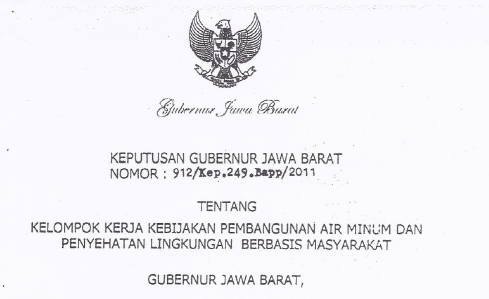 Gubernur Jawa Barat
KEPUTUSAN GUBERNUR JAWA BARAT
NOMOR : 912/Kep.249.Bapp/2011
TENTANG
KELOMPOK KERJA KEBIJAKAN PEMBANGUNAN AIR MINUM DAN
PENYEHATAN LINGKUNGAN BERBASIS MASYARAKAT
GUBERNUR JAWA BARAT,